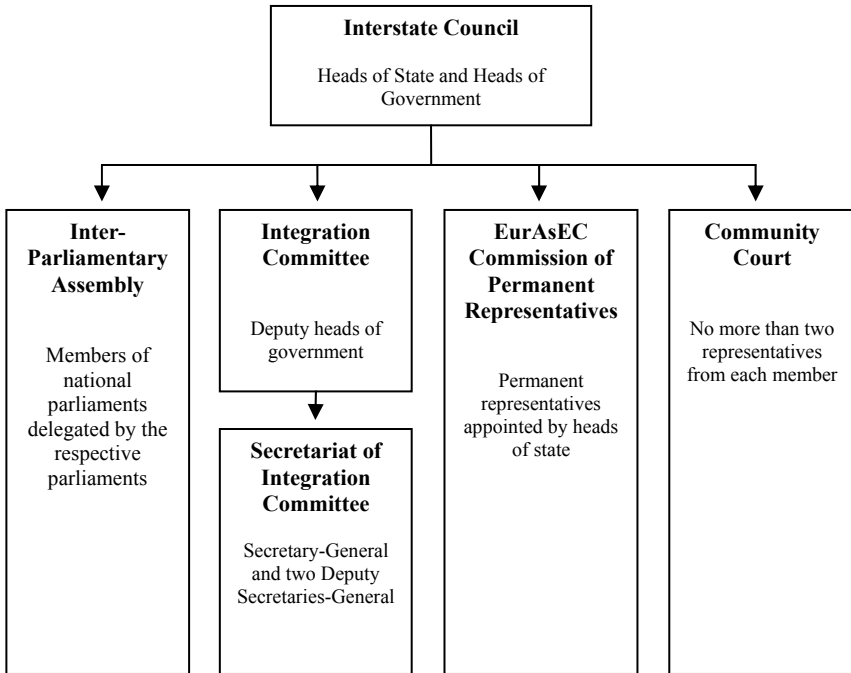 Interstate Council
Heads of State and Heads of
Government
Inter-
Parliamentary
Assembly
Members of
national
parliaments
delegated by the
respective
parliaments
Integration
Committee
Deputy heads of
government
Secretariat of
Integration
Committee
Secretary-General
and two Deputy
Secretaries-General
EurAsEC
Commission of
Permanent
Representatives
Permanent
representatives
appointed by heads
of state
Community
Court
No more than two
representatives
from each member